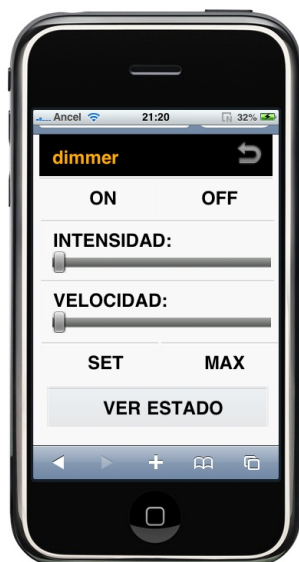 Ancel 21:20 32%
dimmer
ON OFF
INTENSIDAD:
VELOCIDAD:
SET MAX
VER ESTADO